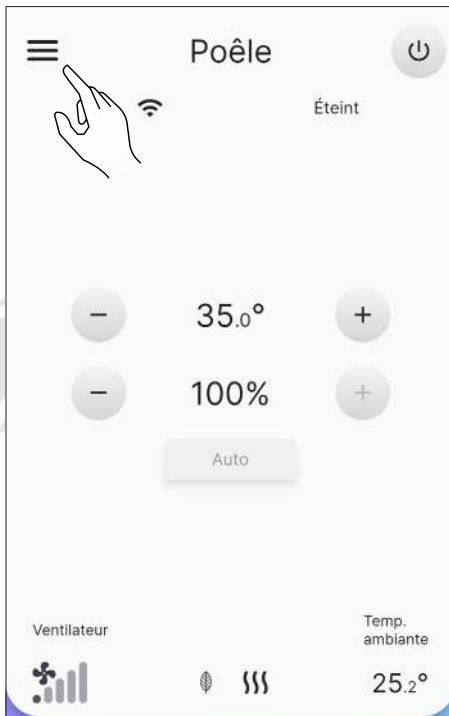 Poêle
Éteint
− 35.0° +
− 100% +
Auto
Ventilateur
Temp.
ambiante
25.2°